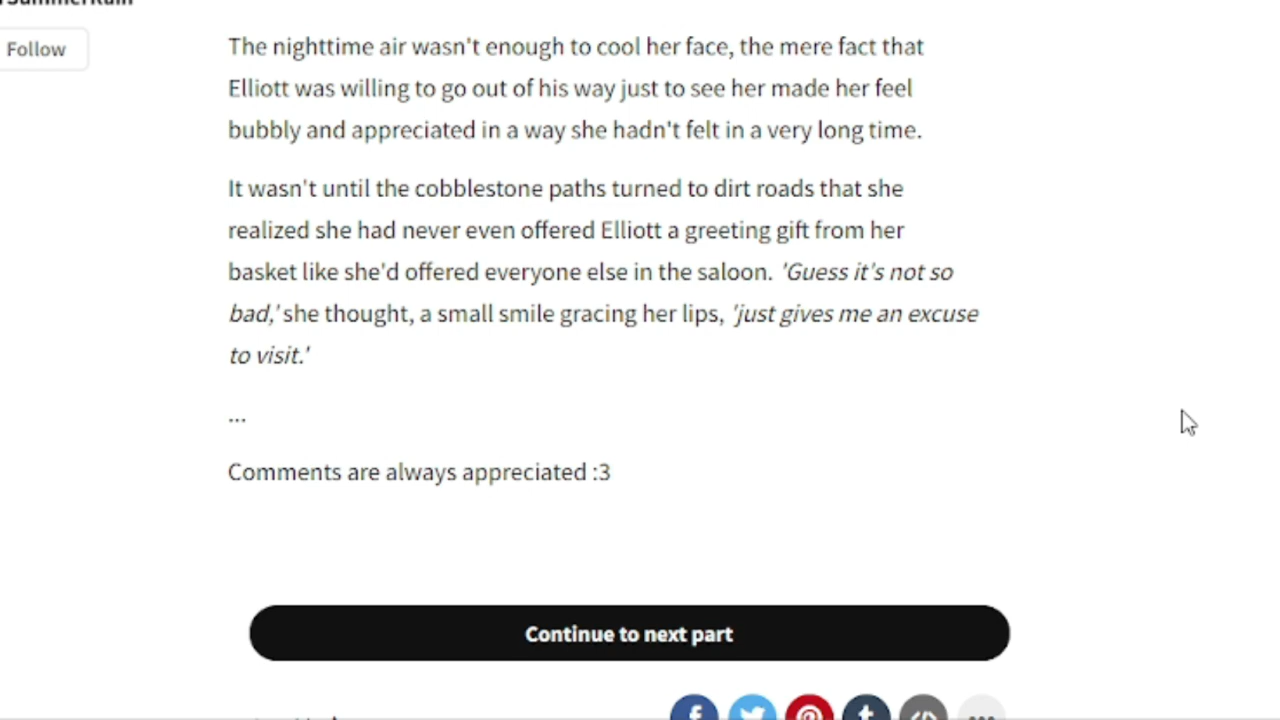 Follow
The nighttime air wasn't enough to cool her face, the mere fact that
Elliott was willing to go out of his way just to see her made her feel
bubbly and appreciated in a way she hadn't felt in a very long time.
It wasn't until the cobblestone paths turned to dirt roads that she
realized she had never even offered Elliott a greeting gift from her
basket like she'd offered everyone else in the saloon. 'Guess it's not so
bad,' she thought, a small smile gracing her lips, 'just gives me an excuse
to visit.'
...
Comments are always appreciated :3
Continue to next part